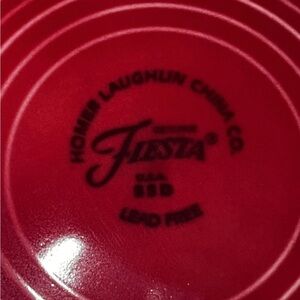 HOMER LAUGHLIN CHINA CO.
GENUINE
Fiesta®
U.S.A.
LEAD FREE